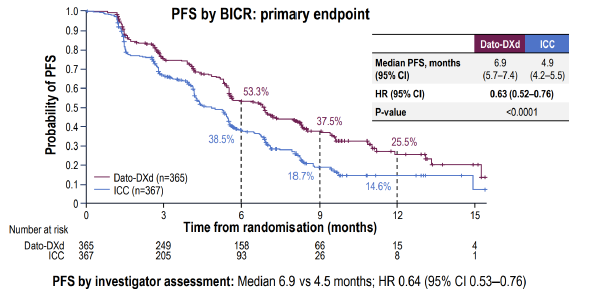 PFS by BICR: primary endpoint
Dato-DXd ICC
Median PFS, months 6.9 4.9
(95% CI) (5.7–7.4) (4.2–5.5)
HR (95% CI) 0.63 (0.52–0.76)
P-value <0.0001
Probability of PFS
1.0
0.9
0.8
0.7
0.6
0.5
0.4
0.3
0.2
0.1
0
53.3%
38.5%
37.5%
18.7%
25.5%
14.6%
Dato-DXd (n=365)
ICC (n=367)
0 3 6 9 12 15
Time from randomisation (months)
Number at risk
Dato-DXd 365 249 158 66 15 4
ICC 367 205 93 26 8 1
PFS by investigator assessment: Median 6.9 vs 4.5 months; HR 0.64 (95% CI 0.53–0.76)